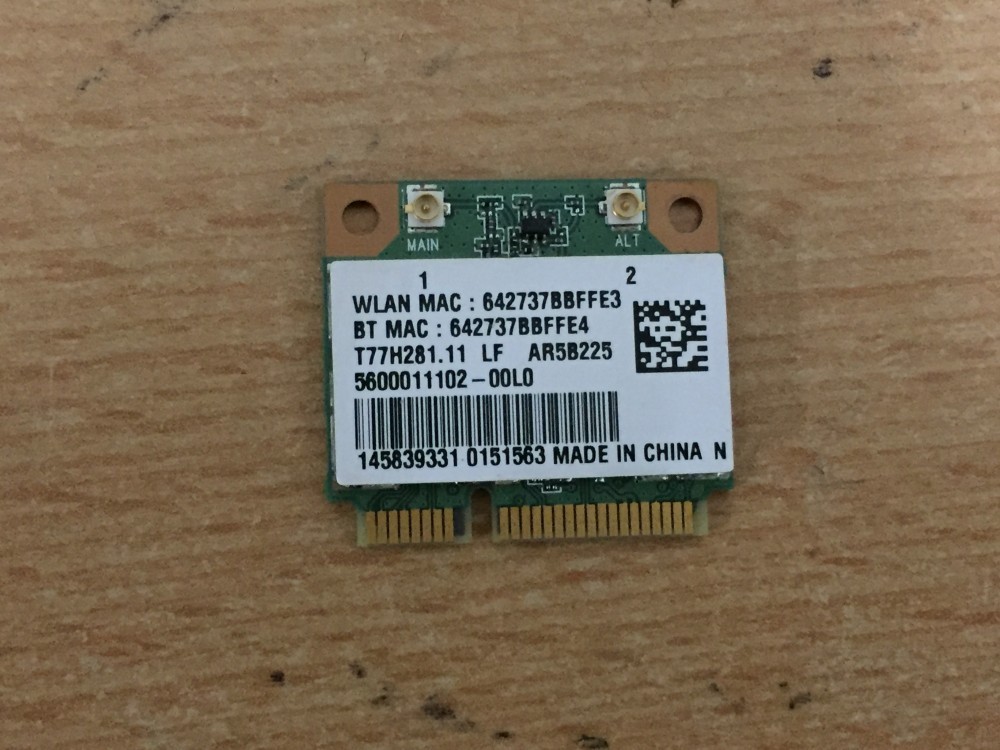 MAIN ALT
1 2
WLAN MAC : 642737BBFFE3
BT MAC : 642737BBFFE4
T77H281.11 LF AR5B225
5600011102-00L0
145839331 0151563 MADE IN CHINA N